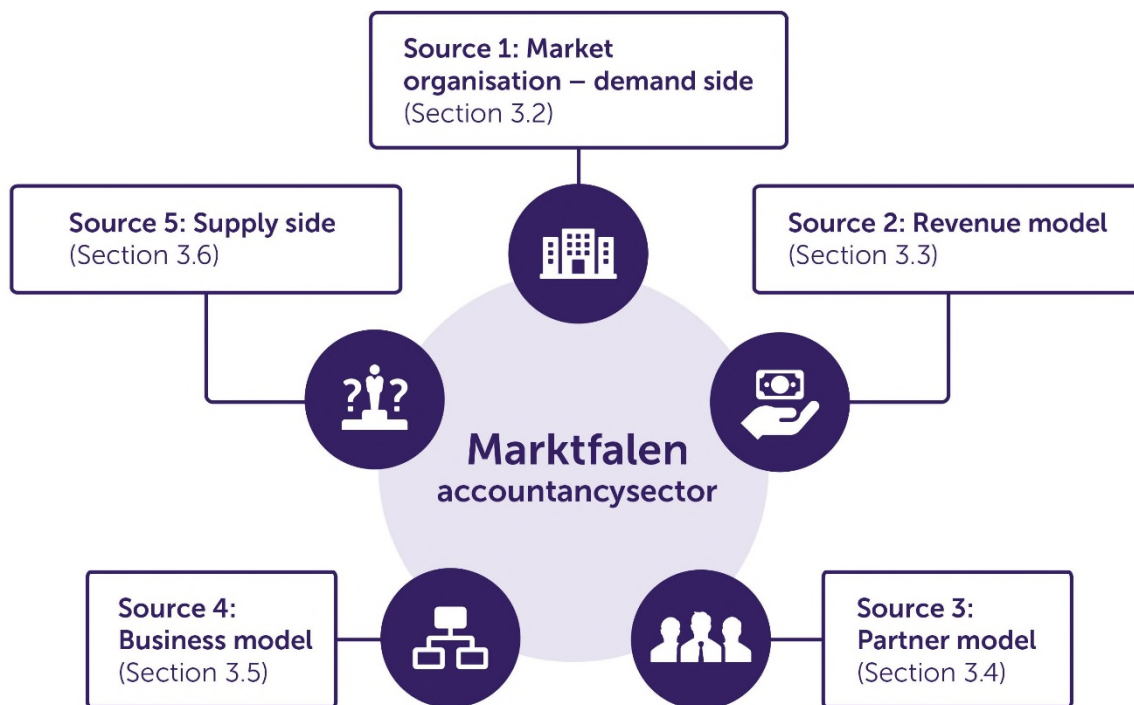 Source 1: Market
organisation – demand side
(Section 3.2)
Source 5: Supply side
(Section 3.6)
Source 2: Revenue model
(Section 3.3)
? ?
Marktfalen
accountancysector
Source 4:
Business model
(Section 3.5)
Source 3:
Partner model
(Section 3.4)